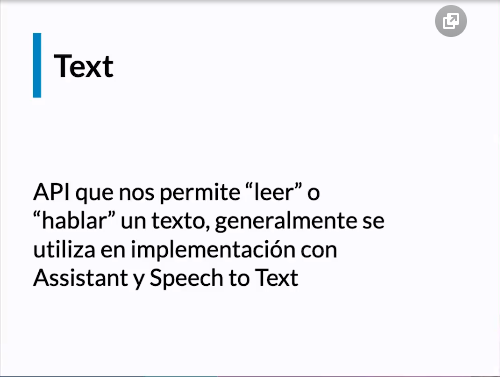 Text
API que nos permite “leer” o
“hablar” un texto, generalmente se
utiliza en implementación con
Assistant y Speech to Text